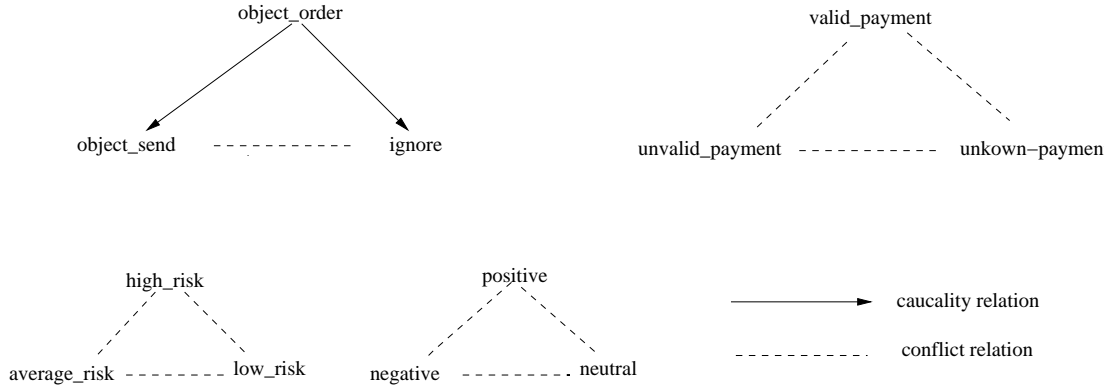 object_order
valid_payment
object_send
ignore
unvalid_payment
unkown−paymen
high_risk
positive
caucality relation
average_risk
low_risk
negative
neutral
conflict relation